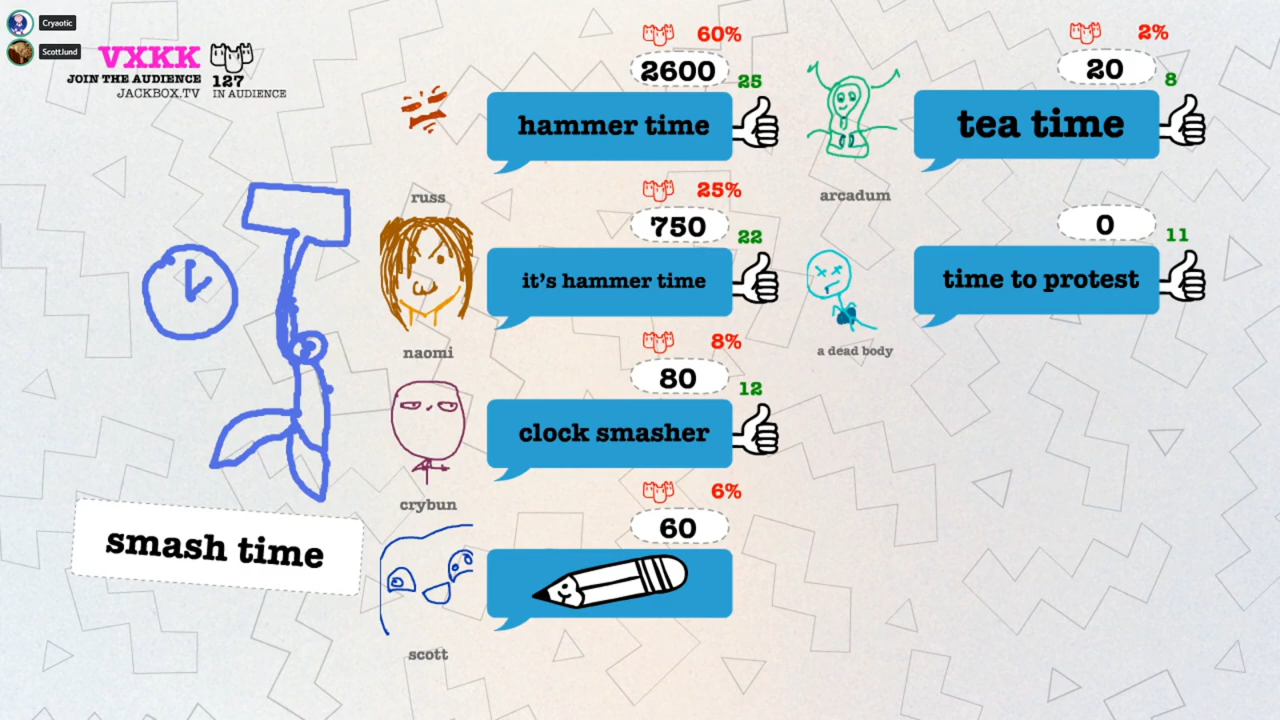 Cryaotic
ScottJund
VXKK
JOIN THE AUDIENCE
JACKBOX.TV
127
IN AUDIENCE
smash time
60%
2600
25
hammer time
russ
25%
750
22
it's hammer time
naomi
8%
80
12
clock smasher
crybun
6%
60
scott
2%
20
8
tea time
arcadum
0
11
time to protest
a dead body